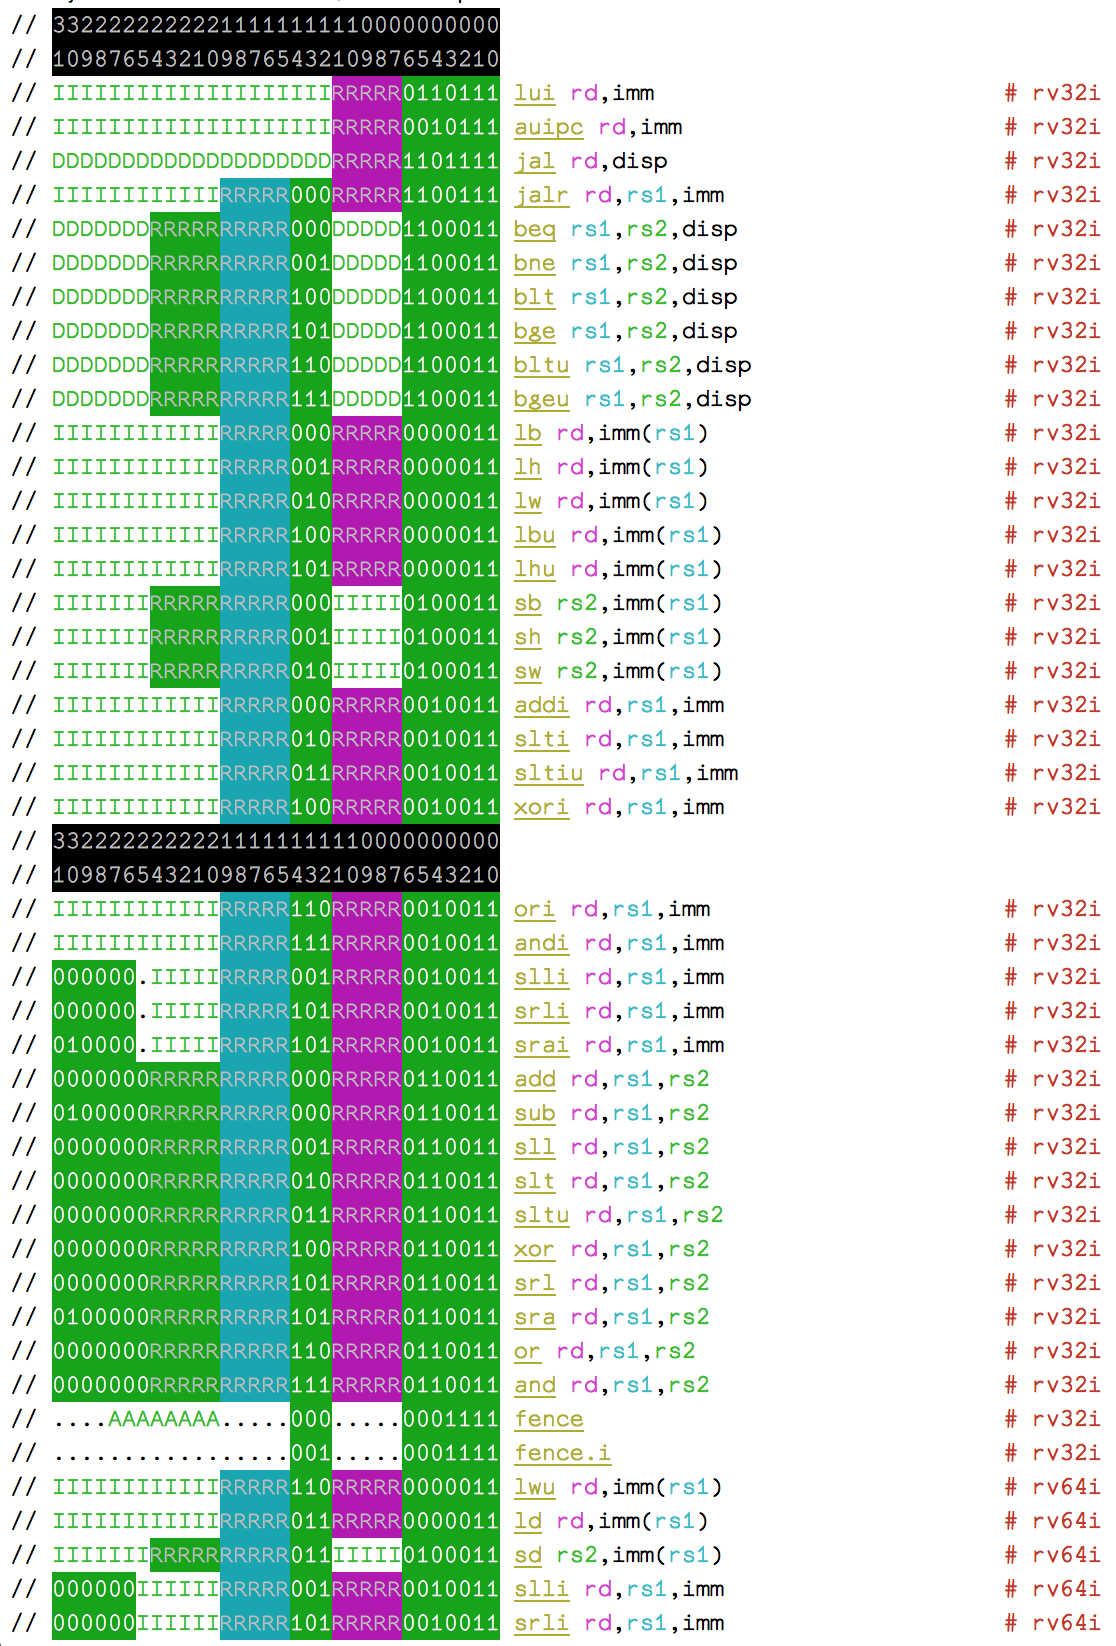 // 33222222222211111111110000000000
// 10987654321098765432109876543210
// IIIIIIIIIIIIIIIIIIIIRRRRR0110111 lui rd,imm # rv32i
// IIIIIIIIIIIIIIIIIIIIRRRRR0010111 auipc rd,imm # rv32i
// DDDDDDDDDDDDDDDDDDDDRRRRR1101111 jal rd,disp # rv32i
// IIIIIIIIIIIIRRRRR000RRRRR1100111 jalr rd,rs1,imm # rv32i
// DDDDDDDRRRRRRRRRR000DDDDD1100011 beq rs1,rs2,disp # rv32i
// DDDDDDDRRRRRRRRRR001DDDDD1100011 bne rs1,rs2,disp # rv32i
// DDDDDDDRRRRRRRRRR100DDDDD1100011 blt rs1,rs2,disp # rv32i
// DDDDDDDRRRRRRRRRR101DDDDD1100011 bge rs1,rs2,disp # rv32i
// DDDDDDDRRRRRRRRRR110DDDDD1100011 bltu rs1,rs2,disp # rv32i
// DDDDDDDRRRRRRRRRR111DDDDD1100011 bgeu rs1,rs2,disp # rv32i
// IIIIIIIIIIIIRRRRR000RRRRR0000011 lb rd,imm(rs1) # rv32i
// IIIIIIIIIIIIRRRRR001RRRRR0000011 lh rd,imm(rs1) # rv32i
// IIIIIIIIIIIIRRRRR010RRRRR0000011 lw rd,imm(rs1) # rv32i
// IIIIIIIIIIIIRRRRR100RRRRR0000011 lbu rd,imm(rs1) # rv32i
// IIIIIIIIIIIIRRRRR101RRRRR0000011 lhu rd,imm(rs1) # rv32i
// IIIIIIIRRRRRRRRRR000IIIII0100011 sb rs2,imm(rs1) # rv32i
// IIIIIIIRRRRRRRRRR001IIIII0100011 sh rs2,imm(rs1) # rv32i
// IIIIIIIRRRRRRRRRR010IIIII0100011 sw rs2,imm(rs1) # rv32i
// IIIIIIIIIIIIRRRRR000RRRRR0010011 addi rd,rs1,imm # rv32i
// IIIIIIIIIIIIRRRRR010RRRRR0010011 slti rd,rs1,imm # rv32i
// IIIIIIIIIIIIRRRRR011RRRRR0010011 sltiu rd,rs1,imm # rv32i
// IIIIIIIIIIIIRRRRR100RRRRR0010011 xori rd,rs1,imm # rv32i
// 33222222222211111111110000000000
// 10987654321098765432109876543210
// IIIIIIIIIIIIRRRRR110RRRRR0010011 ori rd,rs1,imm # rv32i
// IIIIIIIIIIIIRRRRR111RRRRR0010011 andi rd,rs1,imm # rv32i
// 000000.IIIIIRRRRR001RRRRR0010011 slli rd,rs1,imm # rv32i
// 000000.IIIIIRRRRR101RRRRR0010011 srli rd,rs1,imm # rv32i
// 010000.IIIIIRRRRR101RRRRR0010011 srai rd,rs1,imm # rv32i
// 0000000RRRRRRRRRR000RRRRR0110011 add rd,rs1,rs2 # rv32i
// 0100000RRRRRRRRRR000RRRRR0110011 sub rd,rs1,rs2 # rv32i
// 0000000RRRRRRRRRR001RRRRR0110011 sll rd,rs1,rs2 # rv32i
// 0000000RRRRRRRRRR010RRRRR0110011 slt rd,rs1,rs2 # rv32i
// 0000000RRRRRRRRRR011RRRRR0110011 sltu rd,rs1,rs2 # rv32i
// 0000000RRRRRRRRRR100RRRRR0110011 xor rd,rs1,rs2 # rv32i
// 0000000RRRRRRRRRR101RRRRR0110011 srl rd,rs1,rs2 # rv32i
// 0100000RRRRRRRRRR101RRRRR0110011 sra rd,rs1,rs2 # rv32i
// 0000000RRRRRRRRRR110RRRRR0110011 or rd,rs1,rs2 # rv32i
// 0000000RRRRRRRRRR111RRRRR0110011 and rd,rs1,rs2 # rv32i
// ....AAAAAAAA.....000.....0001111 fence # rv32i
// .................001.....0001111 fence.i # rv32i
// IIIIIIIIIIIIRRRRR110RRRRR0000011 lwu rd,imm(rs1) # rv64i
// IIIIIIIIIIIIRRRRR011RRRRR0000011 ld rd,imm(rs1) # rv64i
// IIIIIIIRRRRRRRRRR011IIIII0100011 sd rs2,imm(rs1) # rv64i
// 000000IIIIIIRRRRR001RRRRR0010011 slli rd,rs1,imm # rv64i
// 000000IIIIIIRRRRR101RRRRR0010011 srli rd,rs1,imm # rv64i